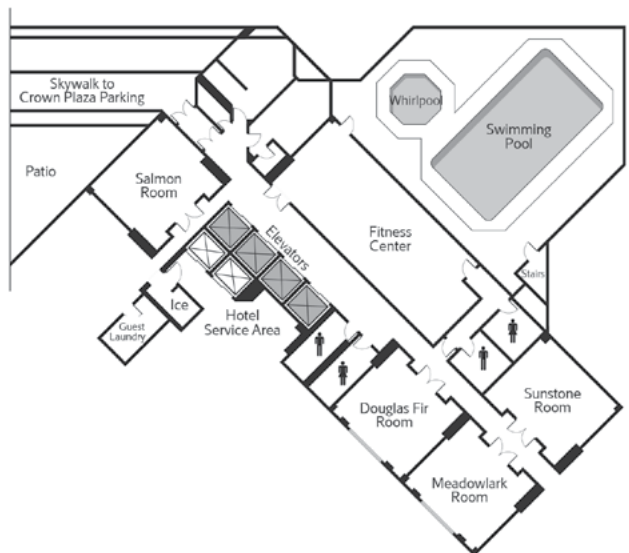 Skywalk to
Crown Plaza Parking
Whirlpool
Swimming
Pool
Patio
Salmon
Room
Elevators
Fitness
Center
Stairs
Ice
Guest
Laundry
Hotel
Service Area
Douglas Fir
Room
Sunstone
Room
Meadowlark
Room